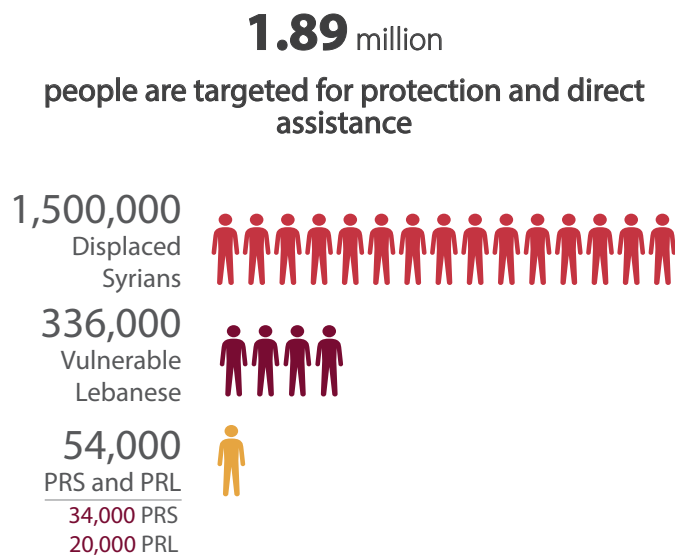 1.89 million
people are targeted for protection and direct
assistance
1,500,000
Displaced
Syrians
336,000
Vulnerable
Lebanese
54,000
PRS and PRL
34,000 PRS
20,000 PRL